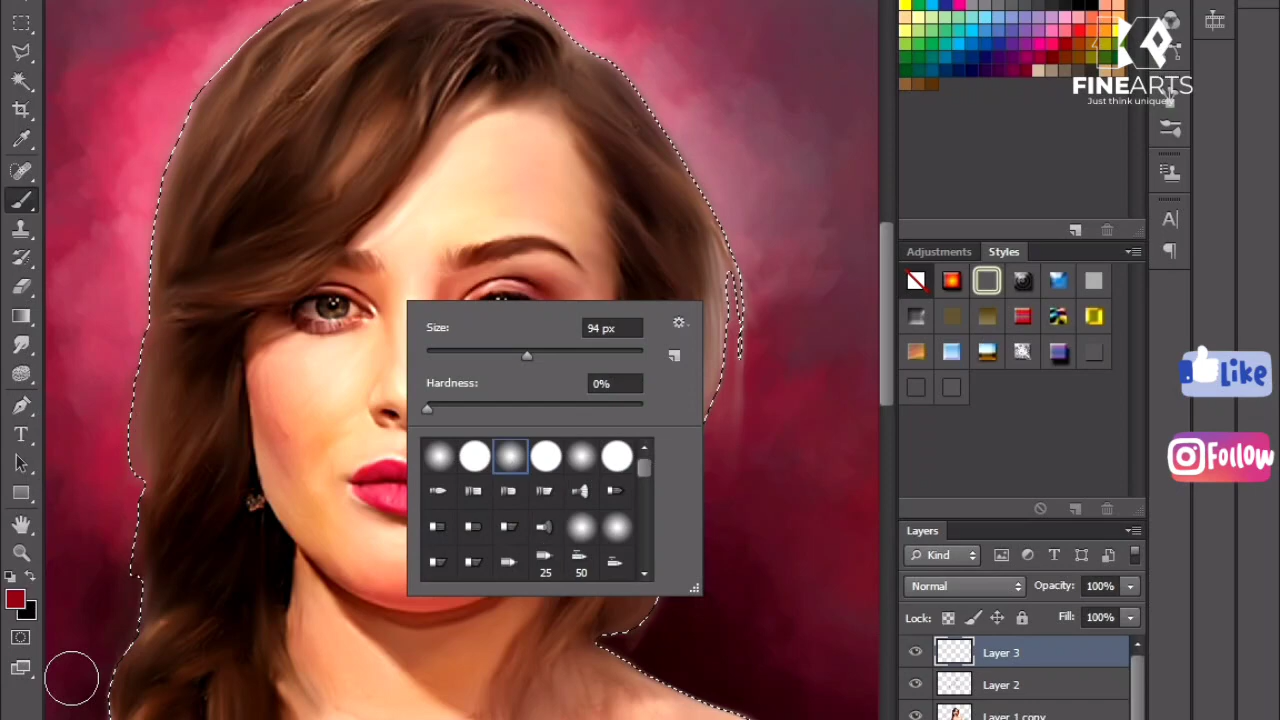 FINEARTS
Just think uniquely
Adjustments
Styles
Size:
94 px
Hardness:
0%
25
50
Like
Follow
Layers
Kind
Normal
Opacity:
100%
Lock:
Fill:
100%
Layer 3
Layer 2
Layer 1 copy